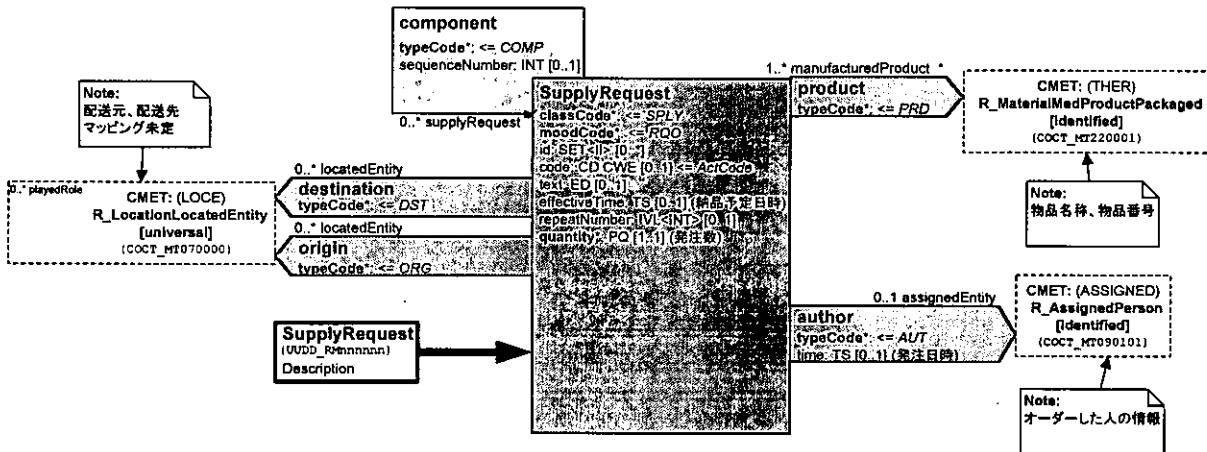 component
typeCode*: <= COMP
sequenceNumber: INT [0..1]
0..* supplyRequest
Note:
配送元、配送先
マッピング未定
0..* playedRole
CMET: (LOCE)
R_LocationLocatedEntity
[universal]
(COCT_MT070000)
0..* locatedEntity
destination
typeCode*: <= DST
0..* locatedEntity
origin
typeCode*: <= ORG
SupplyRequest
(UUDD_RMnnnnnn)
Description
SupplyRequest
classCode*: <= SPLY
moodCode*: <= RQO
id: SET<II> [0..*]
code: CD CWE [0..1] <= ActCode
text: ED [0..1]
effectiveTime: TS [0..1] (納品予定日時)
repeatNumber: IVL<INT> [0..1]
quantity*: PQ [1..1] (発注数)
1..* manufacturedProduct *
product
typeCode*: <= PRD
CMET: (THER)
R_MaterialMedProductPackaged
[identified]
(COCT_MT220001)
Note:
物品名称、物品番号
0..1 assignedEntity
author
typeCode*: <= AUT
time: TS [0..1] (発注日時)
CMET: (ASSIGNED)
R_AssignedPerson
[identified]
(COCT_MT090101)
Note:
オーダーした人の情報